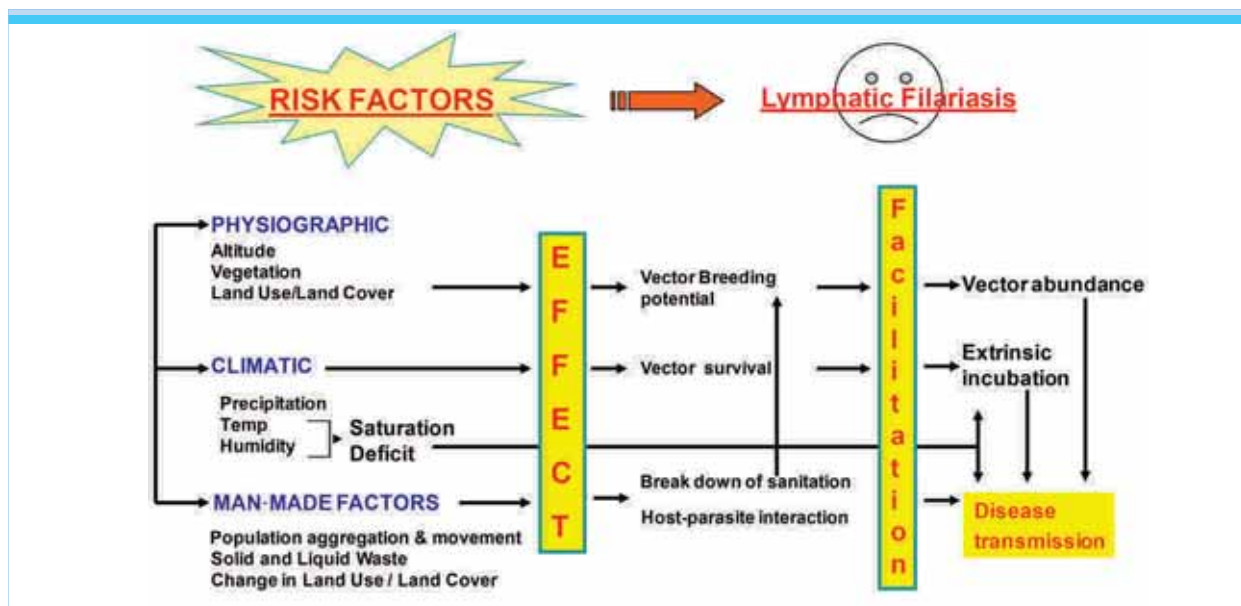 RISK FACTORS
Lymphatic Filariasis
PHYSIOGRAPHIC
Altitude
Vegetation
Land Use/Land Cover
CLIMATIC
Precipitation
Temp
Humidity
Saturation
Deficit
MAN-MADE FACTORS
Population aggregation & movement
Solid and Liquid Waste
Change in Land Use / Land Cover
EFFECT
Vector Breeding
potential
Vector survival
Break down of sanitation
Host-parasite interaction
Facilitation
Vector abundance
Extrinsic
incubation
Disease
transmission